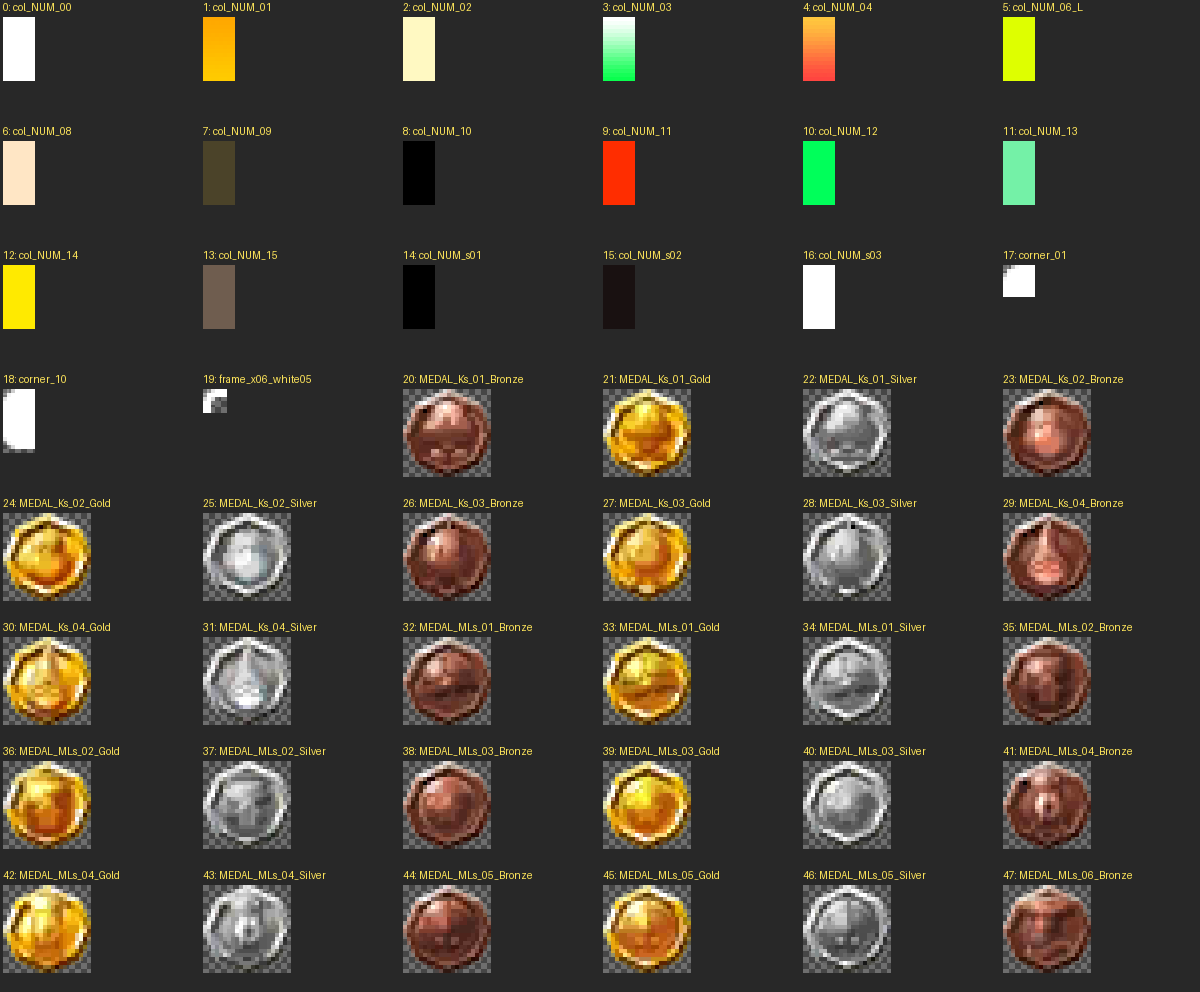 0: col_NUM_00
1: col_NUM_01
2: col_NUM_02
3: col_NUM_03
4: col_NUM_04
5: col_NUM_06_L
6: col_NUM_08
7: col_NUM_09
8: col_NUM_10
9: col_NUM_11
10: col_NUM_12
11: col_NUM_13
12: col_NUM_14
13: col_NUM_15
14: col_NUM_s01
15: col_NUM_s02
16: col_NUM_s03
17: corner_01
18: corner_10
19: frame_x06_white05
20: MEDAL_Ks_01_Bronze
21: MEDAL_Ks_01_Gold
22: MEDAL_Ks_01_Silver
23: MEDAL_Ks_02_Bronze
24: MEDAL_Ks_02_Gold
25: MEDAL_Ks_02_Silver
26: MEDAL_Ks_03_Bronze
27: MEDAL_Ks_03_Gold
28: MEDAL_Ks_03_Silver
29: MEDAL_Ks_04_Bronze
30: MEDAL_Ks_04_Gold
31: MEDAL_Ks_04_Silver
32: MEDAL_MLs_01_Bronze
33: MEDAL_MLs_01_Gold
34: MEDAL_MLs_01_Silver
35: MEDAL_MLs_02_Bronze
36: MEDAL_MLs_02_Gold
37: MEDAL_MLs_02_Silver
38: MEDAL_MLs_03_Bronze
39: MEDAL_MLs_03_Gold
40: MEDAL_MLs_03_Silver
41: MEDAL_MLs_04_Bronze
42: MEDAL_MLs_04_Gold
43: MEDAL_MLs_04_Silver
44: MEDAL_MLs_05_Bronze
45: MEDAL_MLs_05_Gold
46: MEDAL_MLs_05_Silver
47: MEDAL_MLs_06_Bronze